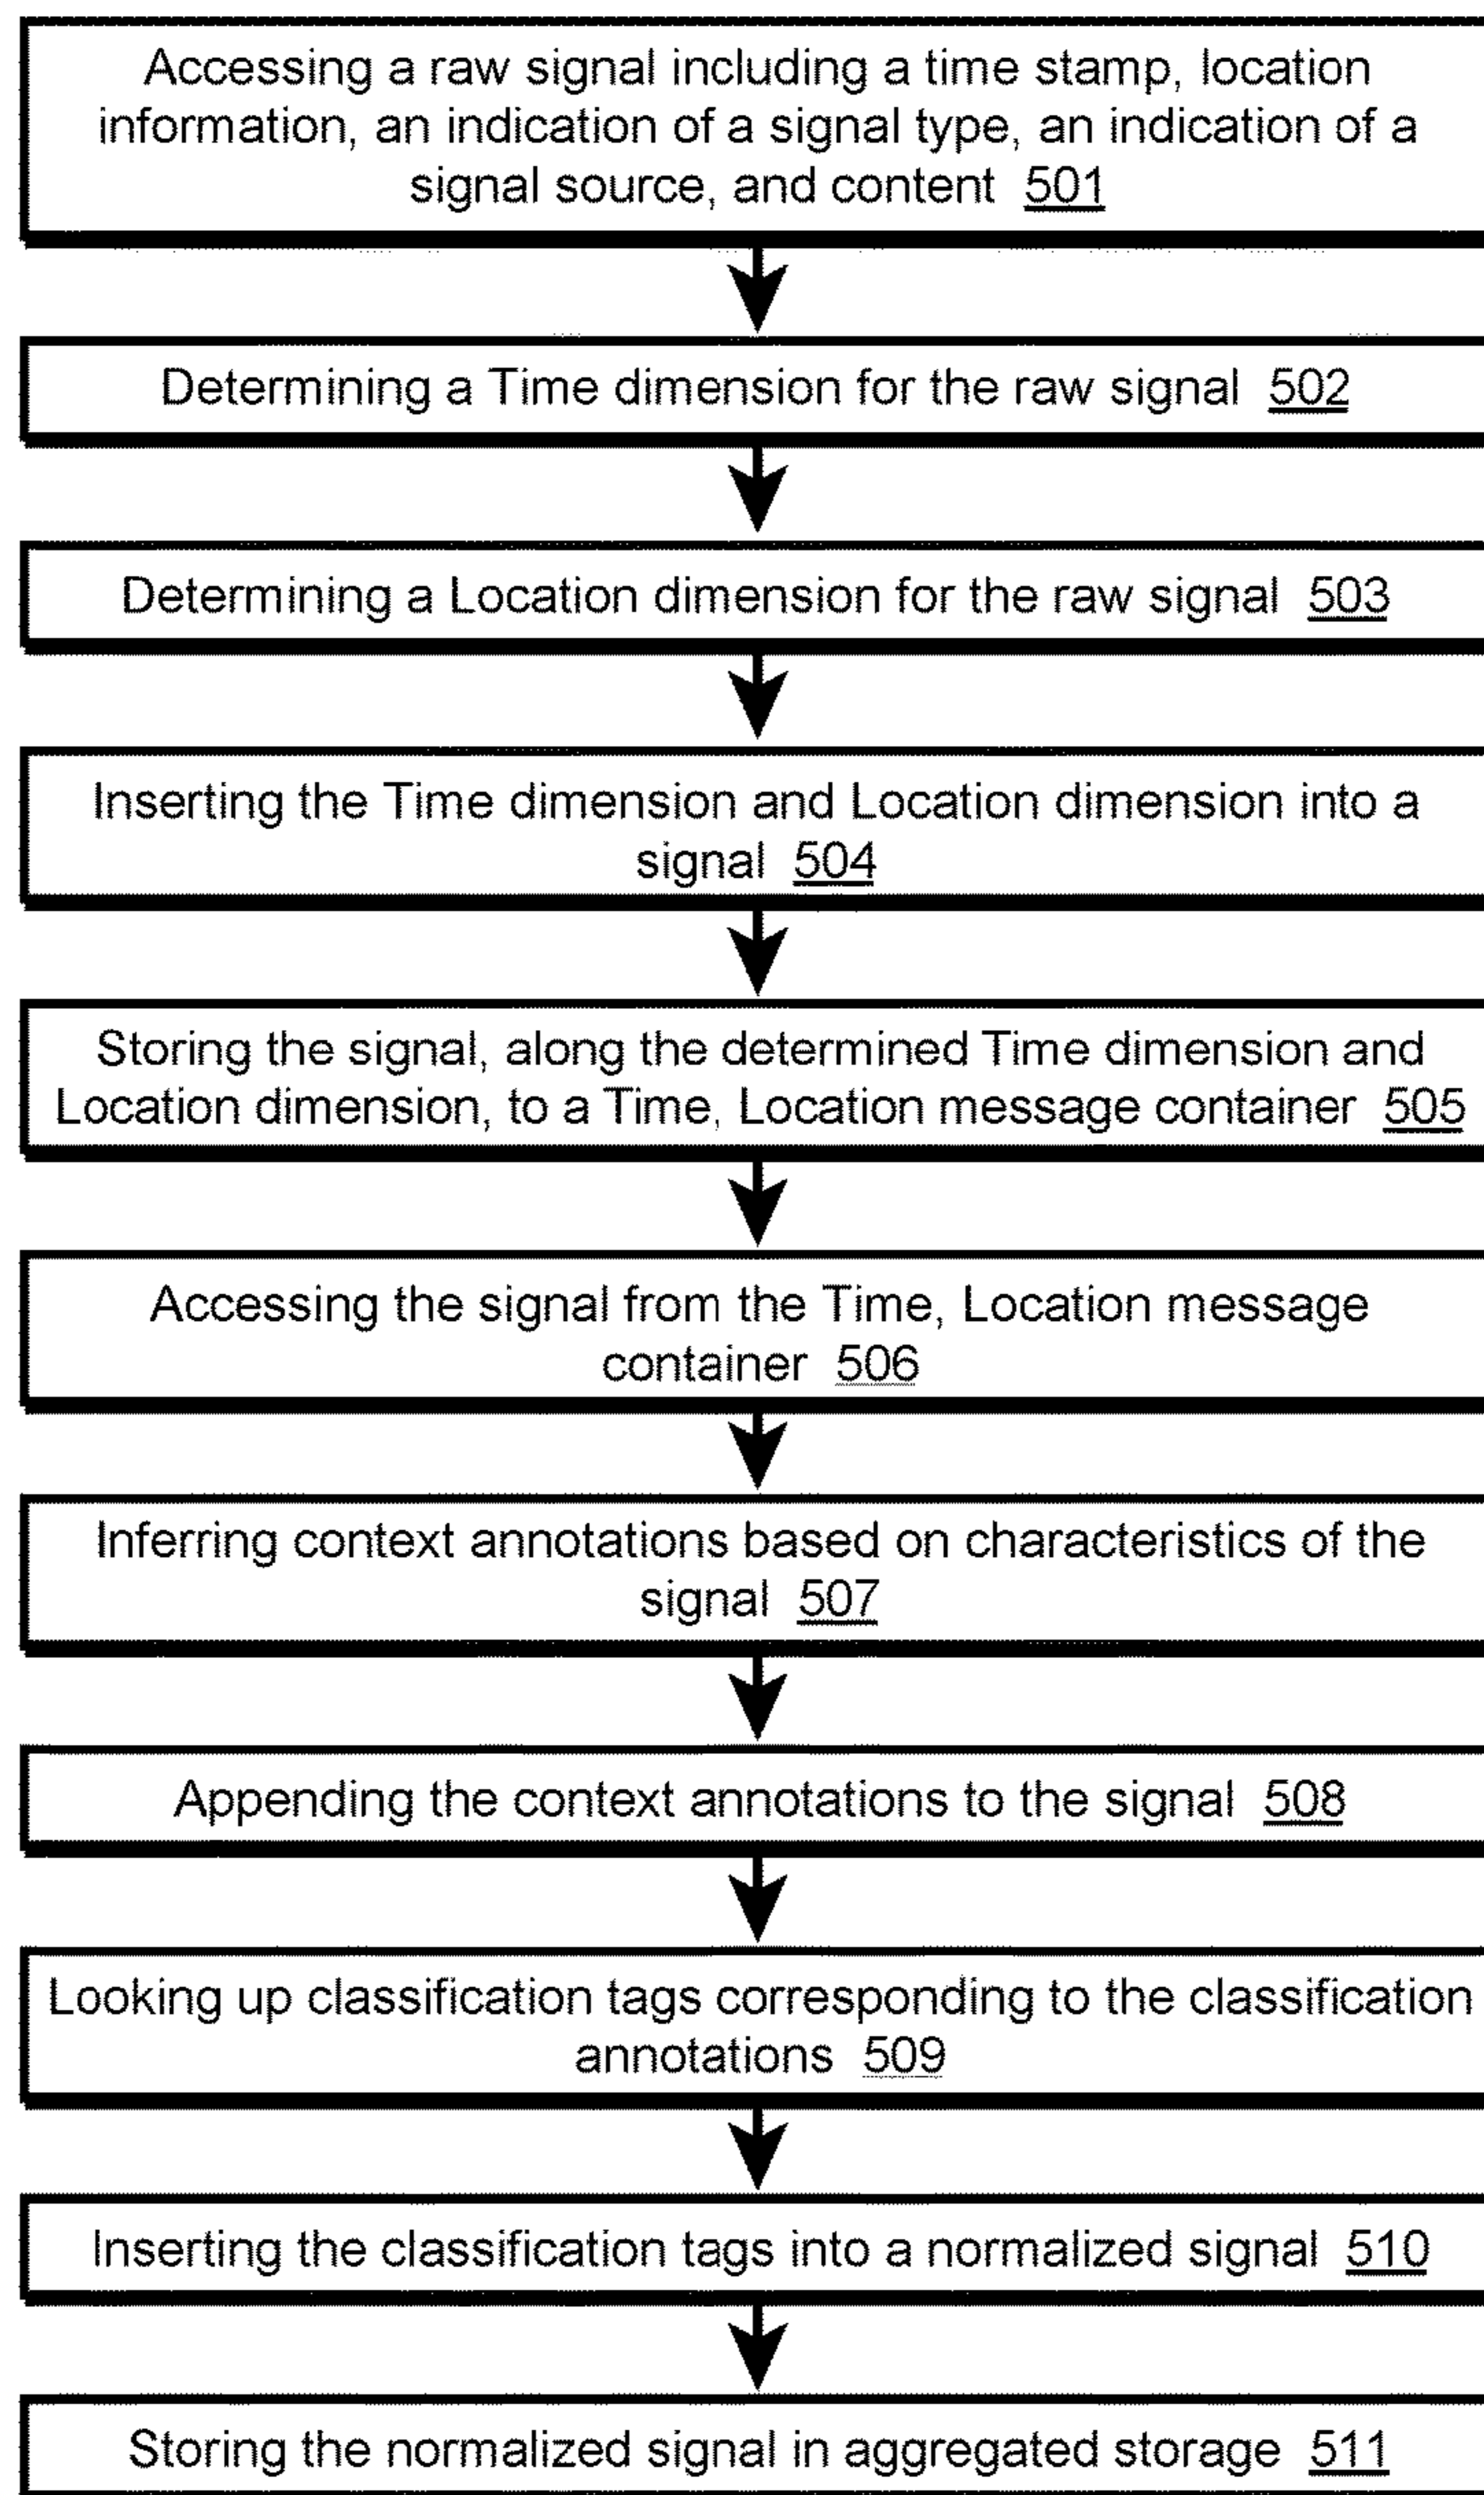 Accessing a raw signal including a time stamp, location
information, an indication of a signal type, an indication of a
signal source, and content 501
Determining a Time dimension for the raw signal 502
Determining a Location dimension for the raw signal 503
Inserting the Time dimension and Location dimension into a
signal 504
Storing the signal, along the determined Time dimension and
Location dimension, to a Time, Location message container 505
Accessing the signal from the Time, Location message
container 506
Inferring context annotations based on characteristics of the
signal 507
Appending the context annotations to the signal 508
Looking up classification tags corresponding to the classification
annotations 509
Inserting the classification tags into a normalized signal 510
Storing the normalized signal in aggregated storage 511